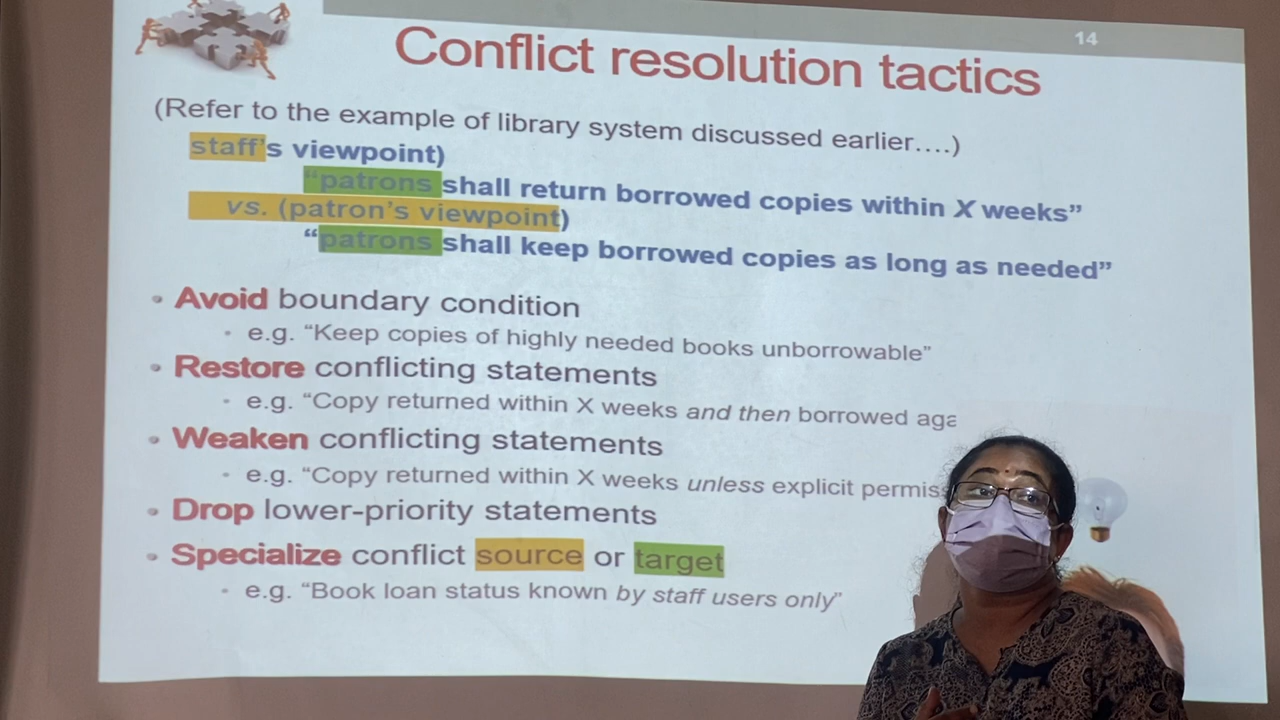 14
Conflict resolution tactics
(Refer to the example of library system discussed earlier….)
staff's viewpoint)
“patrons shall return borrowed copies within X weeks”
vs. (patron's viewpoint)
“patrons shall keep borrowed copies as long as needed”
• Avoid boundary condition
• e.g. “Keep copies of highly needed books unborrowable”
• Restore conflicting statements
• e.g. “Copy returned within X weeks and then borrowed aga
• Weaken conflicting statements
• e.g. “Copy returned within X weeks unless explicit permis
• Drop lower-priority statements
• Specialize conflict source or target
• e.g. “Book loan status known by staff users only”